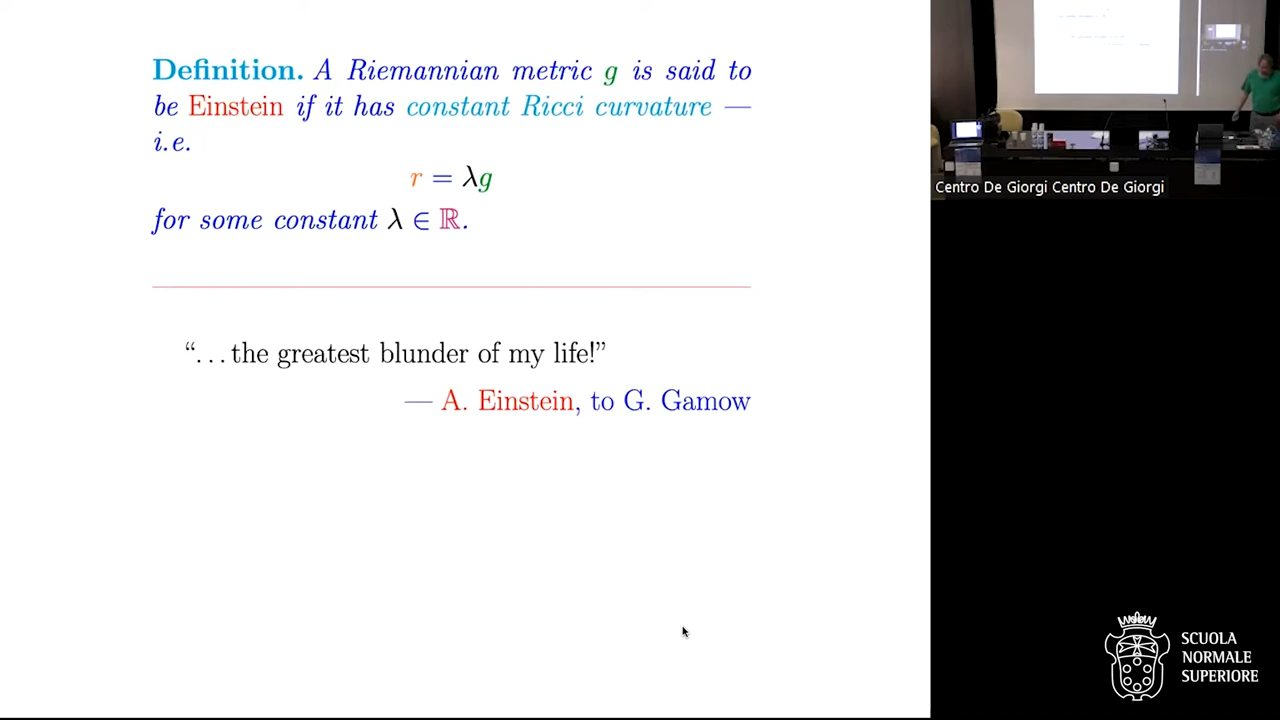 Definition. A Riemannian metric g is said to
be Einstein if it has constant Ricci curvature —
i.e.
r = λg
for some constant λ ∈ ℝ.
“…the greatest blunder of my life!”
— A. Einstein, to G. Gamow
Centro De Giorgi Centro De Giorgi
SCUOLA
NORMALE
SUPERIORE